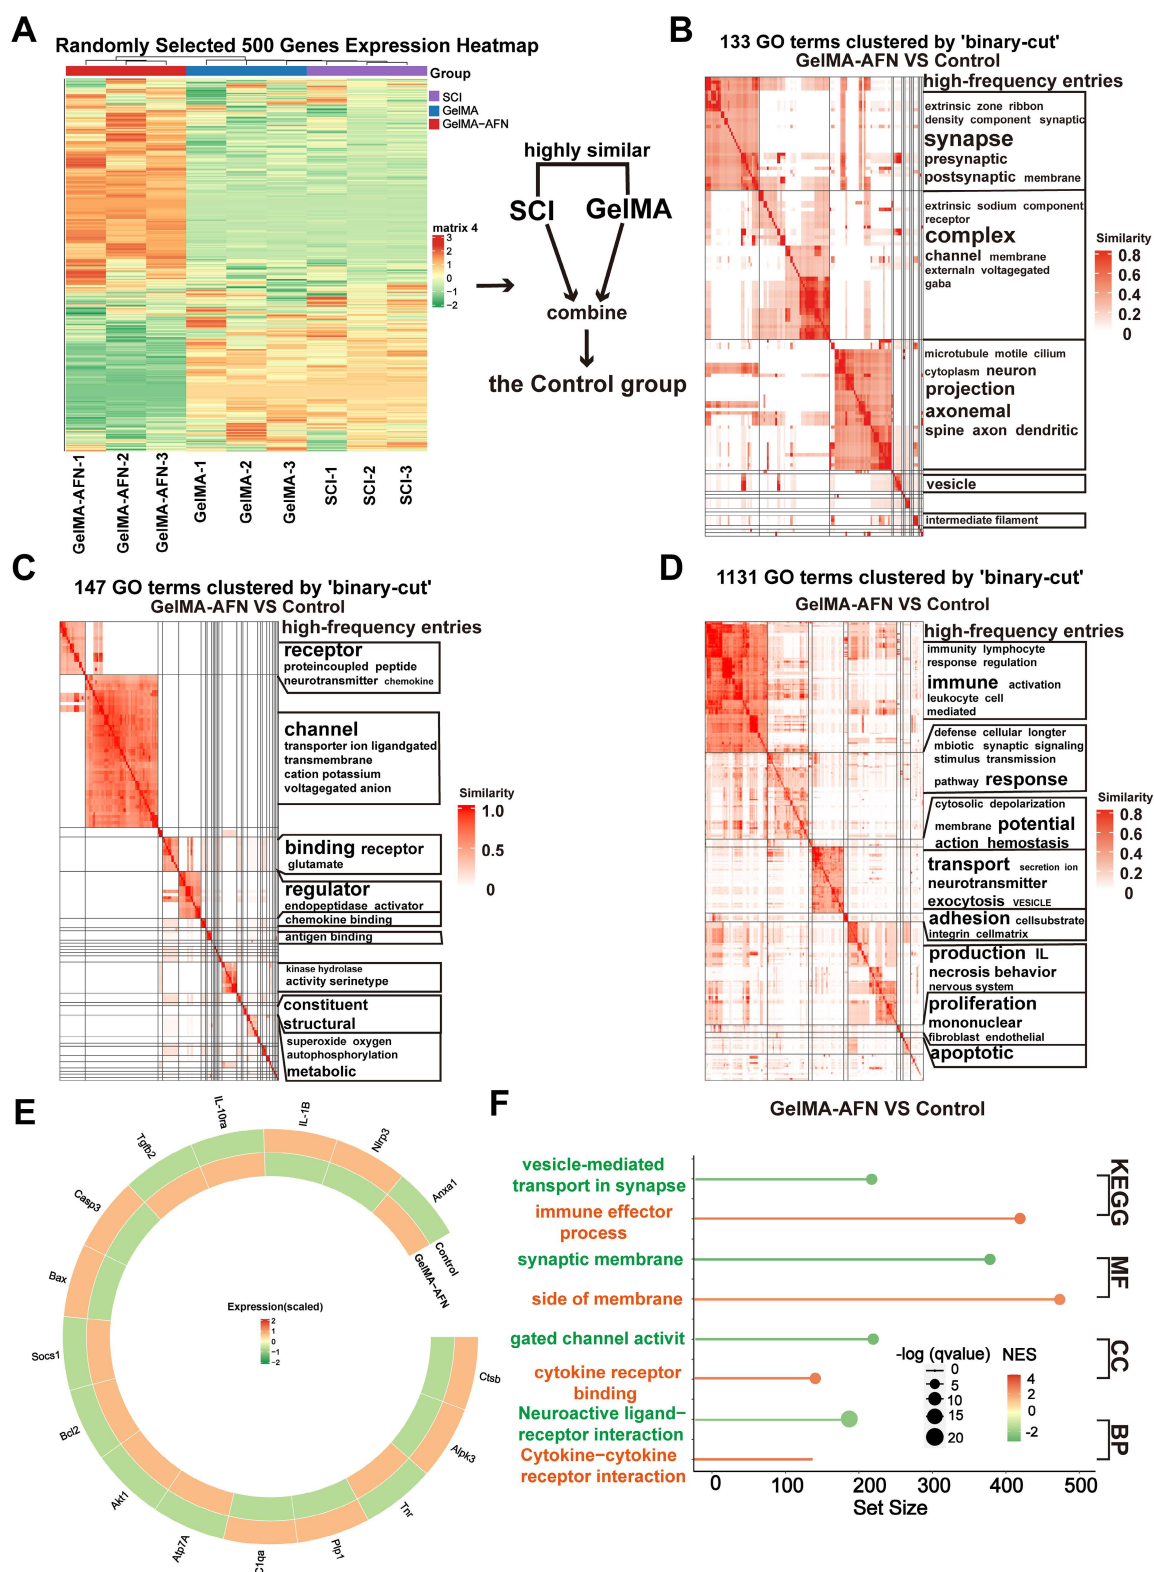 A
Randomly Selected 500 Genes Expression Heatmap
Group
SCI
GelMA
GelMA−AFN
matrix 4
3
2
1
0
−1
−2
GelMA-AFN-1
GelMA-AFN-2
GelMA-AFN-3
GelMA-1
GelMA-2
GelMA-3
SCI-1
SCI-2
SCI-3
highly similar
SCI GelMA
combine
the Control group
B
133 GO terms clustered by 'binary-cut'
GelMA-AFN VS Control
high-frequency entries
extrinsic zone ribbon
density component synaptic
synapse
presynaptic
postsynaptic membrane
extrinsic sodium component
receptor
complex
channel membrane
externaln voltagegated
gaba
microtubule motile cilium
cytoplasm neuron
projection
axonemal
spine axon dendritic
vesicle
intermediate filament
Similarity
0.8
0.6
0.4
0.2
0
C
147 GO terms clustered by 'binary-cut'
GelMA-AFN VS Control
high-frequency entries
receptor
proteincoupled peptide
neurotransmitter chemokine
channel
transporter ion ligandgated
transmembrane
cation potassium
voltagegated anion
binding receptor
glutamate
regulator
endopeptidase activator
chemokine binding
antigen binding
kinase hydrolase
activity serinetype
constituent
structural
superoxide oxygen
autophosphorylation
metabolic
Similarity
1.0
0.5
0
D
1131 GO terms clustered by 'binary-cut'
GelMA-AFN VS Control
high-frequency entries
immunity lymphocyte
response regulation
immune activation
leukocyte cell
mediated
defense cellular longter
mbiotic synaptic signaling
stimulus transmission
pathway response
cytosolic depolarization
membrane potential
action hemostasis
transport secretion ion
neurotransmitter
exocytosis VESICLE
adhesion cellsubstrate
integrin cellmatrix
production IL
necrosis behavior
nervous system
proliferation
mononuclear
fibroblast endothelial
apoptotic
Similarity
0.8
0.6
0.4
0.2
0
E
Anxa1
Nlrp3
IL-1B
IL-10ra
Tgfb2
Casp3
Bax
Socs1
Bcl2
Akt1
Atp7A
C1qa
Plp1
Tnr
Alpk3
Ctsb
Control
GelMA−AFN
Expression(scaled)
2
1
0
−1
−2
F
GelMA-AFN VS Control
vesicle-mediated
transport in synapse
immune effector
process
synaptic membrane
side of membrane
gated channel activit
cytokine receptor
binding
Neuroactive ligand−
receptor interaction
Cytokine−cytokine
receptor interaction
KEGG
MF
CC
BP
-log (qvalue)
0
5
10
15
20
NES
4
2
0
-2
0 100 200 300 400 500
Set Size